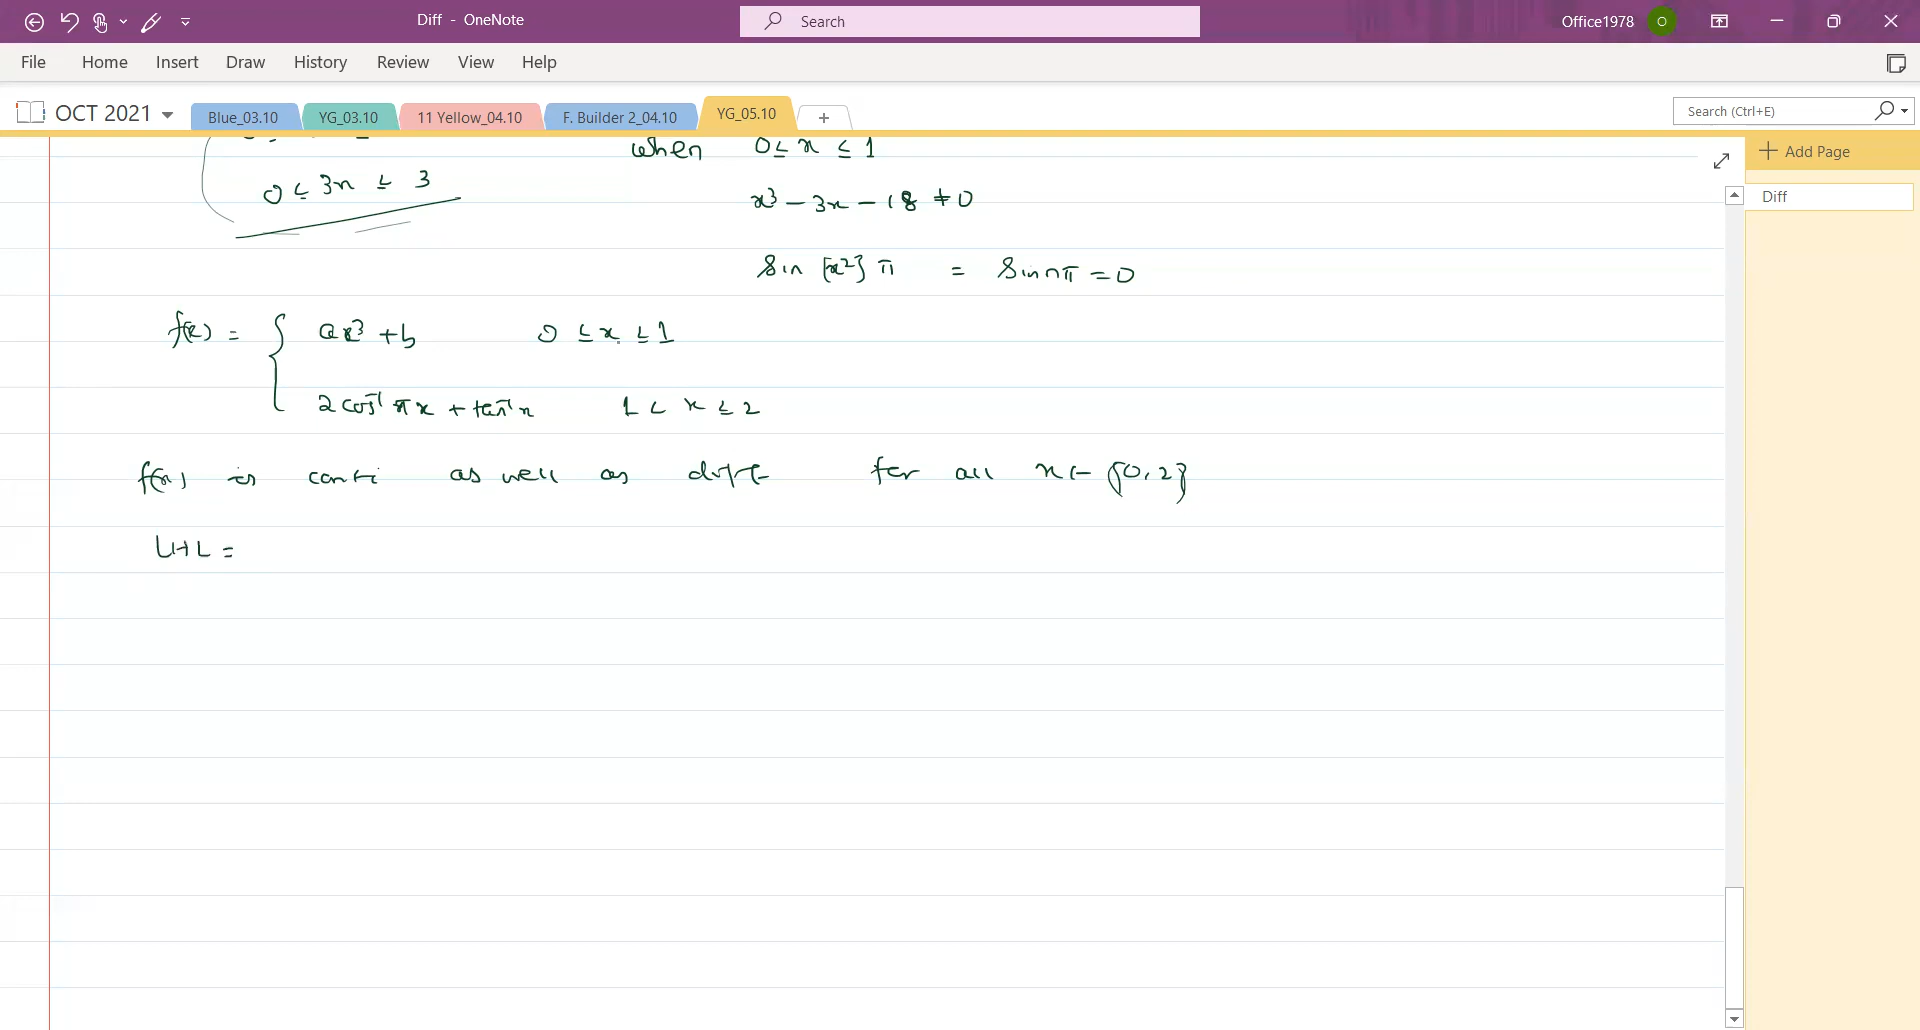 Diff - OneNote
Search
Office1978
O
File Home Insert Draw History Review View Help
OCT 2021
Blue_03.10
YG_03.10
11 Yellow_04.10
F. Builder 2_04.10
YG_05.10
+
Search (Ctrl+E)
Add Page
Diff
when 0 ≤ x ≤ 1
0 ≤ 3x ≤ 3
x³ - 3x - 18 ≠ 0
Sin [x²] π = Sin nπ = 0
f(x) = { ax³ + b 0 ≤ x ≤ 1
2 cos⁻¹ πx + tan⁻¹ x 1 < x ≤ 2
f(x) is conti as well as diff for all x ∈ [0, 2]
LHL =